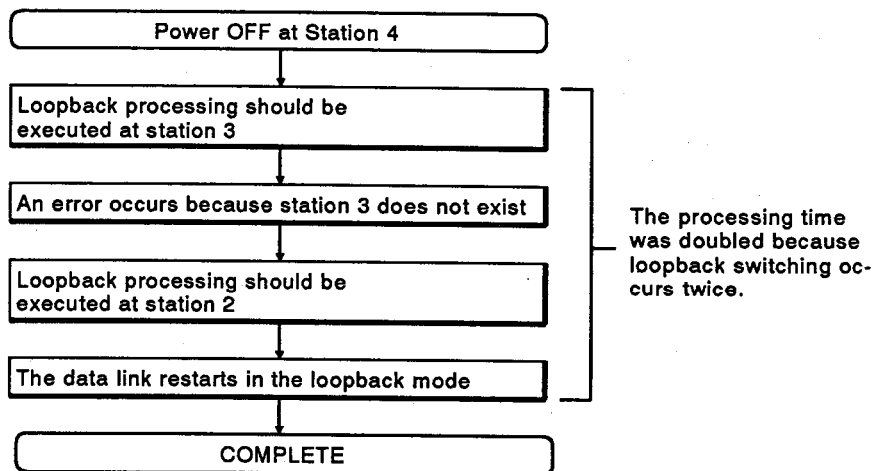 Power OFF at Station 4
Loopback processing should be
executed at station 3
An error occurs because station 3 does not exist
Loopback processing should be
executed at station 2
The data link restarts in the loopback mode
COMPLETE
The processing time
was doubled because
loopback switching oc-
curs twice.